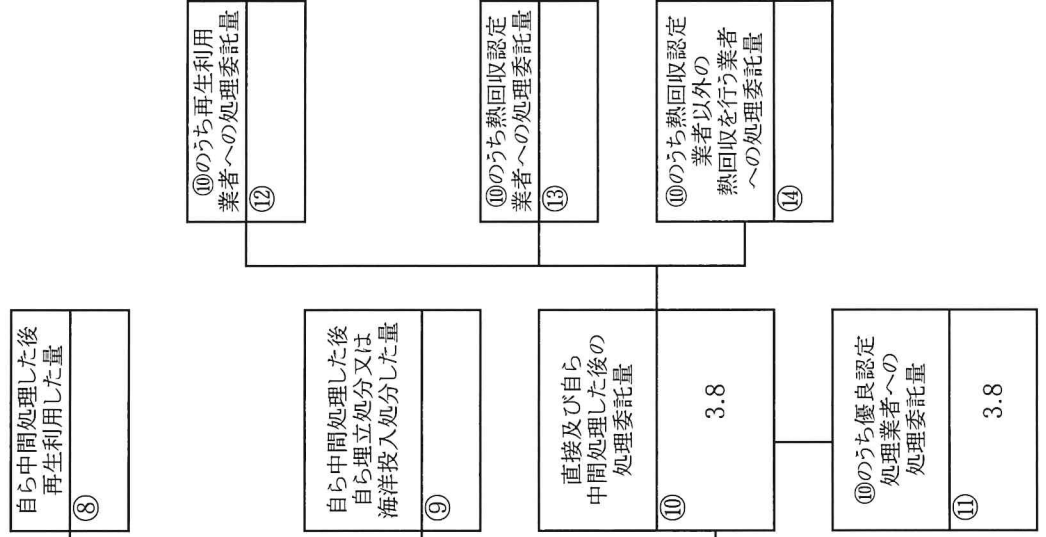 自ら中間処理した後
再生利用した量
⑧
自ら中間処理した後
自ら埋立処分又は
海洋投入処分した量
⑨
直接及び自ら
中間処理した後の
処理委託量
⑩
3.8
⑩のうち優良認定
処理業者への
処理委託量
⑪
3.8
⑩のうち再生利用
業者への処理委託量
⑫
⑩のうち熱回収認定
業者への処理委託量
⑬
⑩のうち熱回収認定
業者以外の
熱回収を行う業者
への処理委託量
⑭